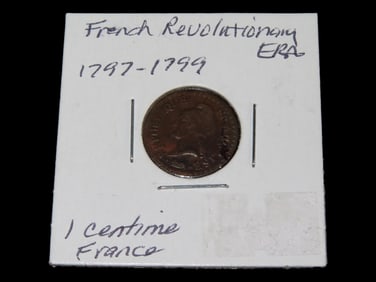 French Revolutionary
ERA
1797-1799
1 Centime
France